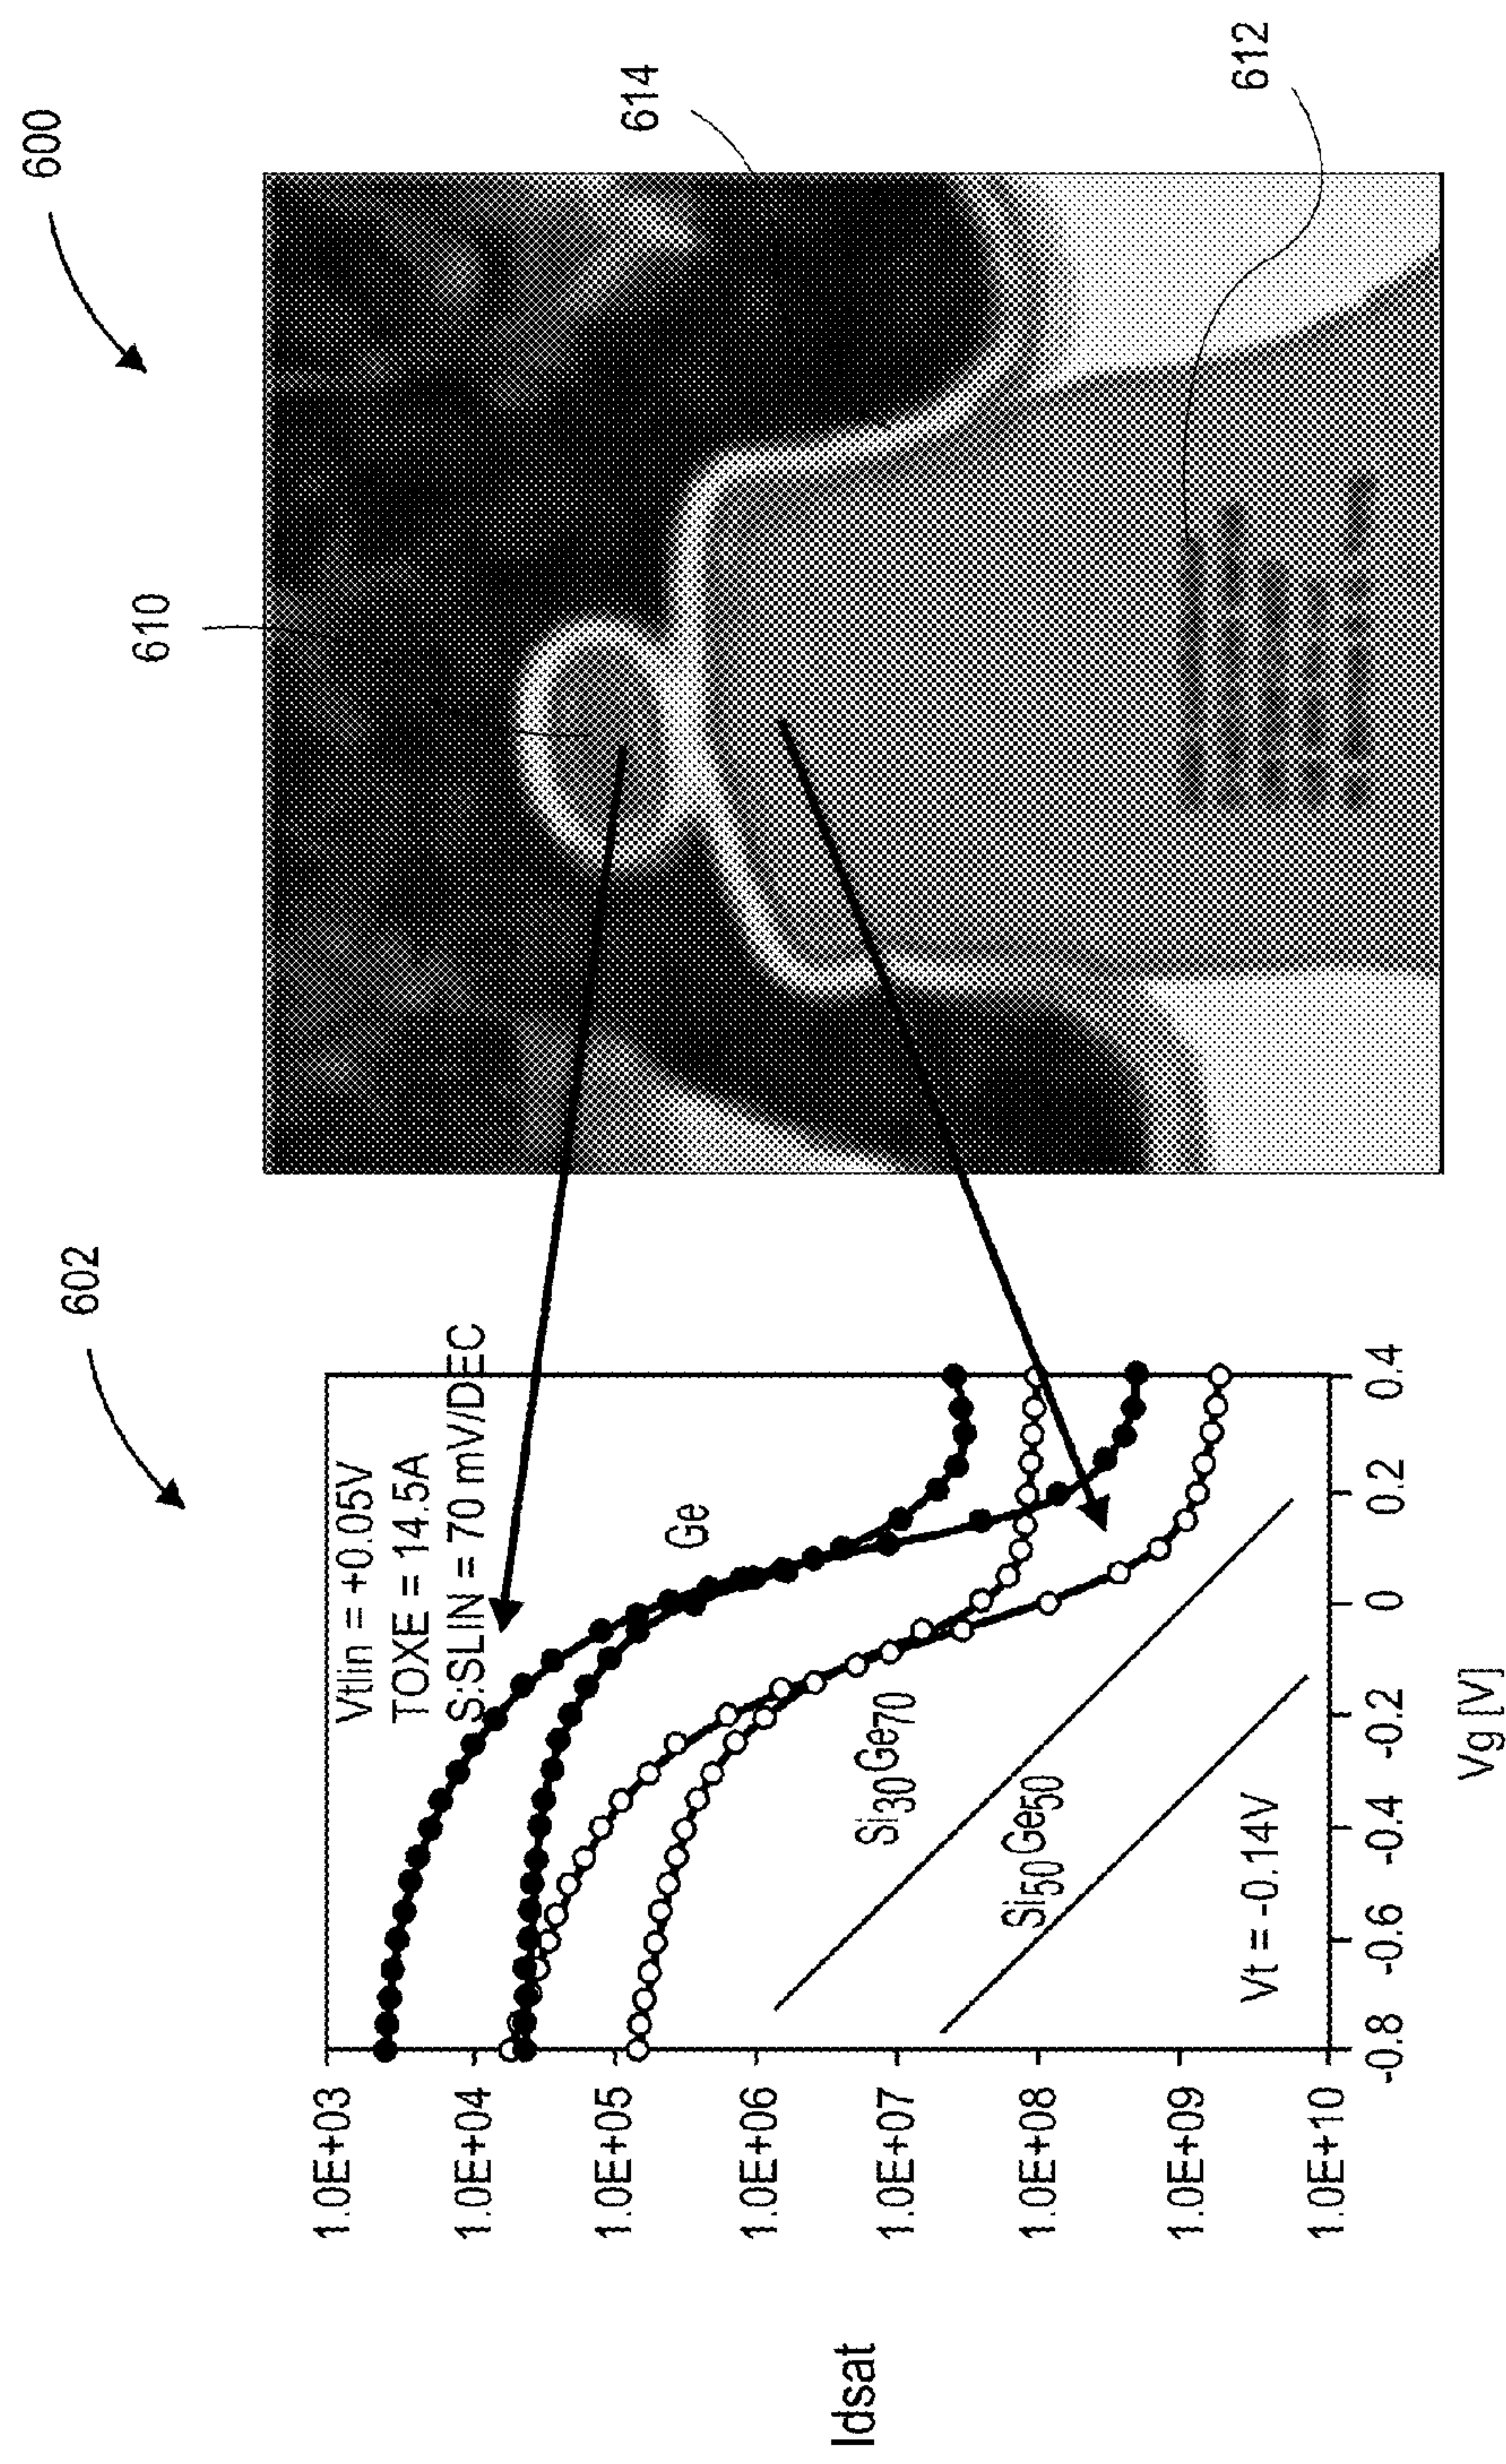 600
602
610
614
612
Idsat
1.0E+03
1.0E+04
1.0E+05
1.0E+06
1.0E+07
1.0E+08
1.0E+09
1.0E+10
Vtlin = +0.05V
TOXE = 14.5A
S:SLIN = 70 mV/DEC
Ge
Si30Ge70
Si50Ge50
Vt = -0.14V
-0.8 -0.6 -0.4 -0.2 0 0.2 0.4
Vg [V]